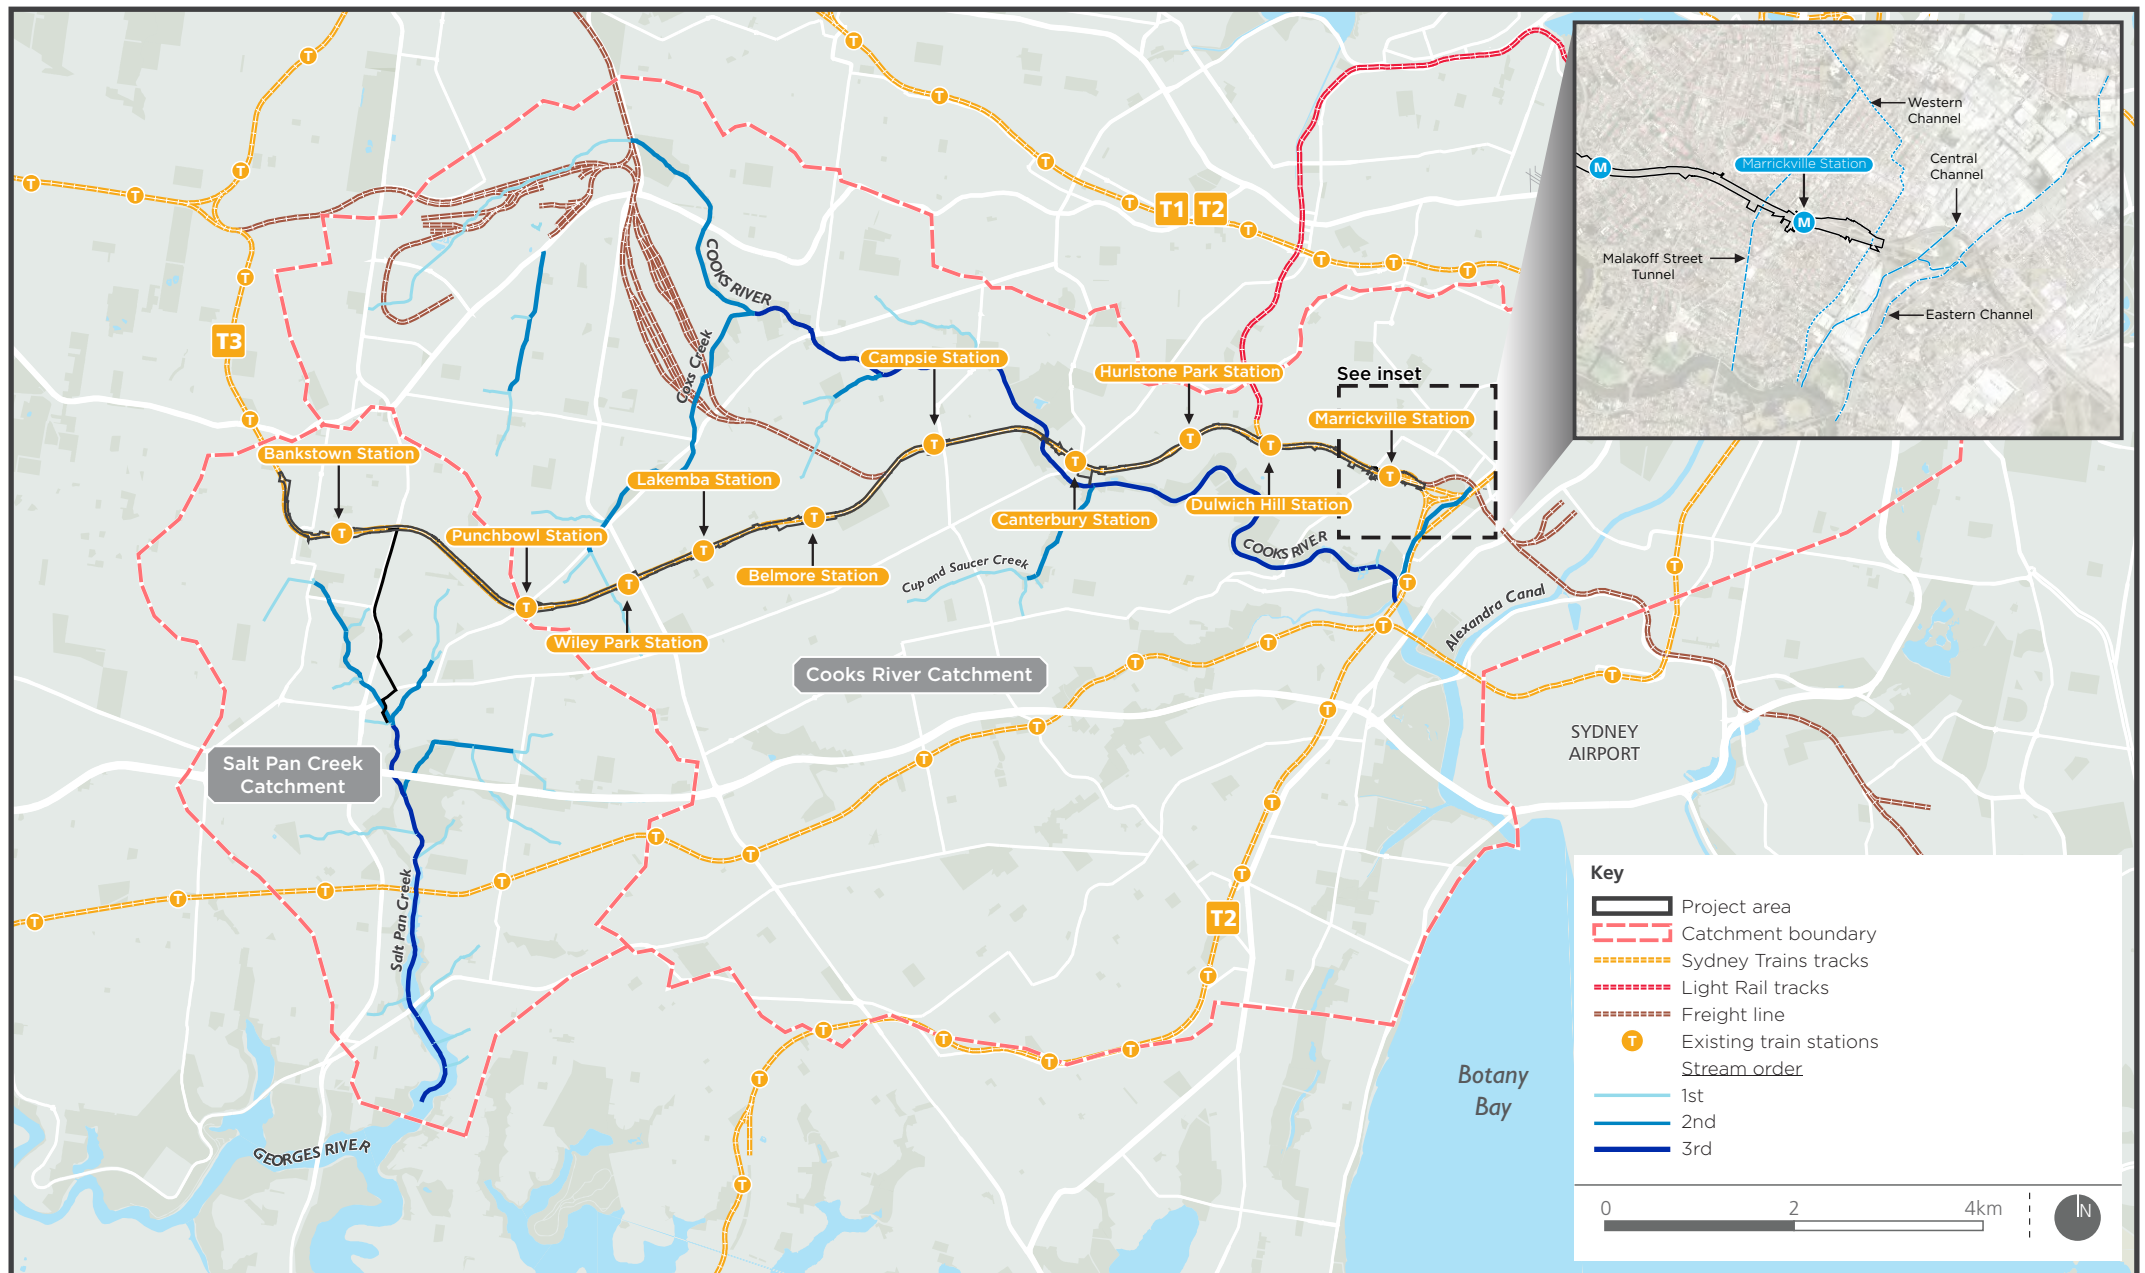 Western
Channel
Central
Channel
Marrickville Station
M
M
Malakoff Street
Tunnel
Eastern Channel
T1 T2
T3
COOKS RIVER
Coxs Creek
Campsie Station
Hurlstone Park Station
See inset
Marrickville Station
Bankstown Station
Lakemba Station
Punchbowl Station
Canterbury Station
Dulwich Hill Station
COOKS RIVER
Belmore Station
Cup and Saucer Creek
Wiley Park Station
Alexandra Canal
Cooks River Catchment
SYDNEY
AIRPORT
Salt Pan Creek
Catchment
Salt Pan Creek
T2
Botany
Bay
GEORGES RIVER
Key
Project area
Catchment boundary
Sydney Trains tracks
Light Rail tracks
Freight line
T Existing train stations
Stream order
1st
2nd
3rd
0 2 4km
N